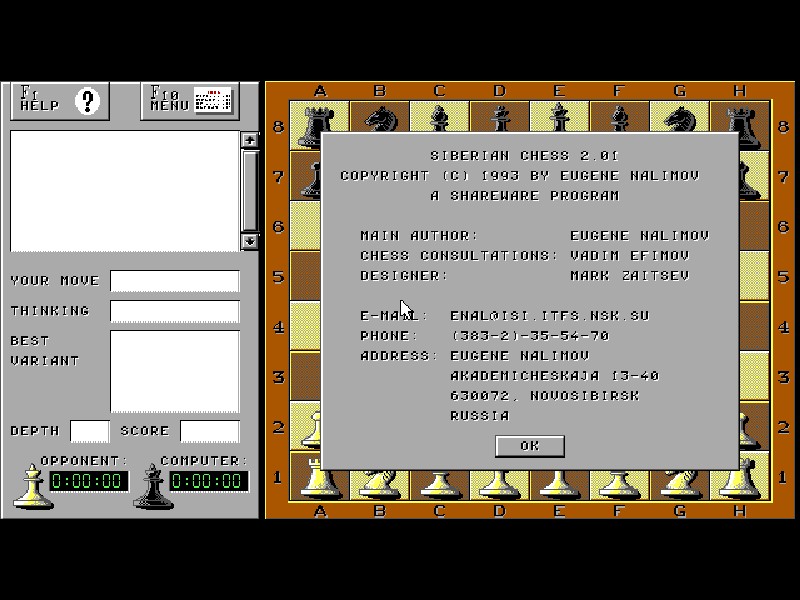 F1 HELP ?
F10 MENU
A B C D E F G H
8 8
7 7
6 6
5 5
4 4
3 3
2 2
1 1
A B C D E F G H
SIBERIAN CHESS 2.01
COPYRIGHT (C) 1993 BY EUGENE NALIMOV
A SHAREWARE PROGRAM
MAIN AUTHOR: EUGENE NALIMOV
CHESS CONSULTATIONS: VADIM EFIMOV
DESIGNER: MARK ZAITSEV
E-MAIL: ENAL@ISI.ITFS.NSK.SU
PHONE: (383-2)-35-54-70
ADDRESS: EUGENE NALIMOV
AKADEMICHESKAJA 13-40
630072, NOVOSIBIRSK
RUSSIA
OK
YOUR MOVE
THINKING
BEST
VARIANT
DEPTH SCORE
OPPONENT: COMPUTER:
0:00:00 0:00:00